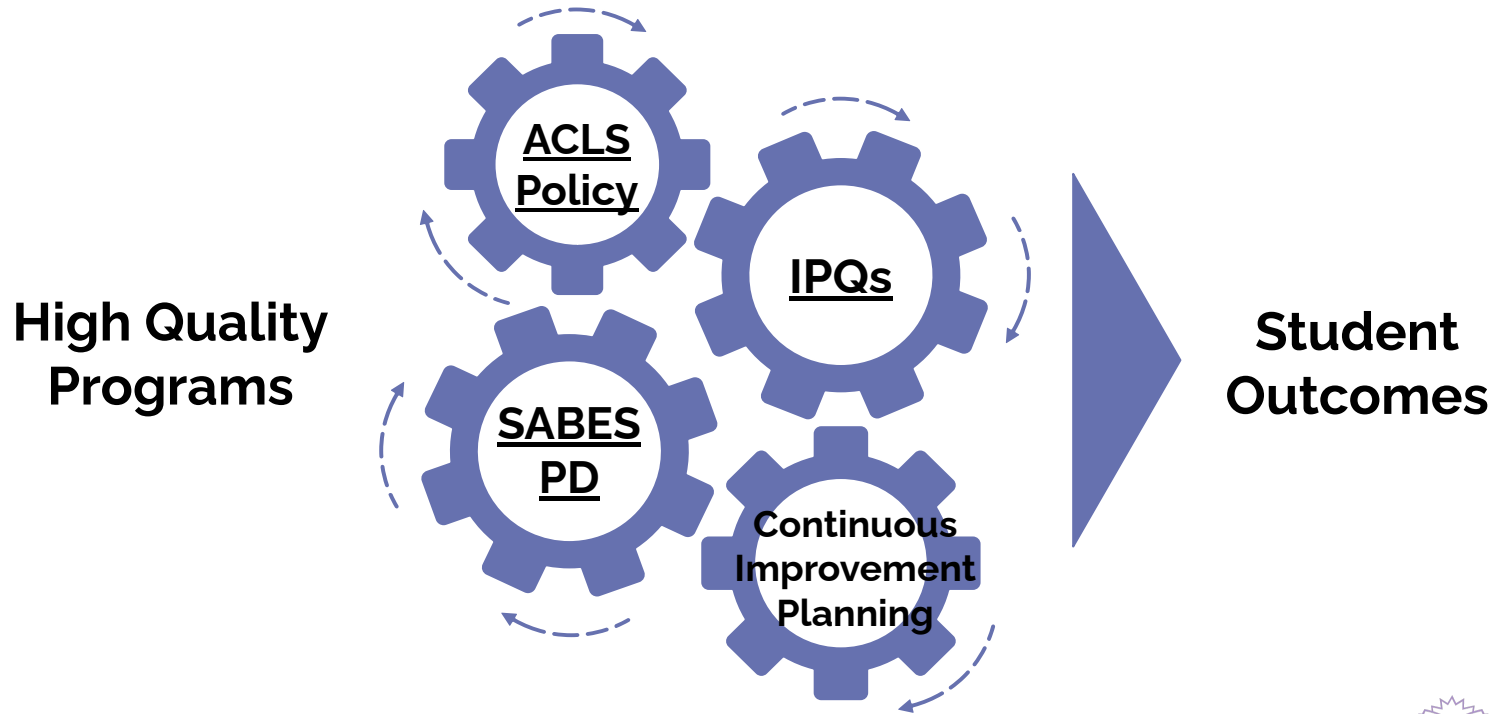 High Quality
Programs
ACLS
Policy
IPQs
SABES
PD
Continuous
Improvement
Planning
Student
Outcomes